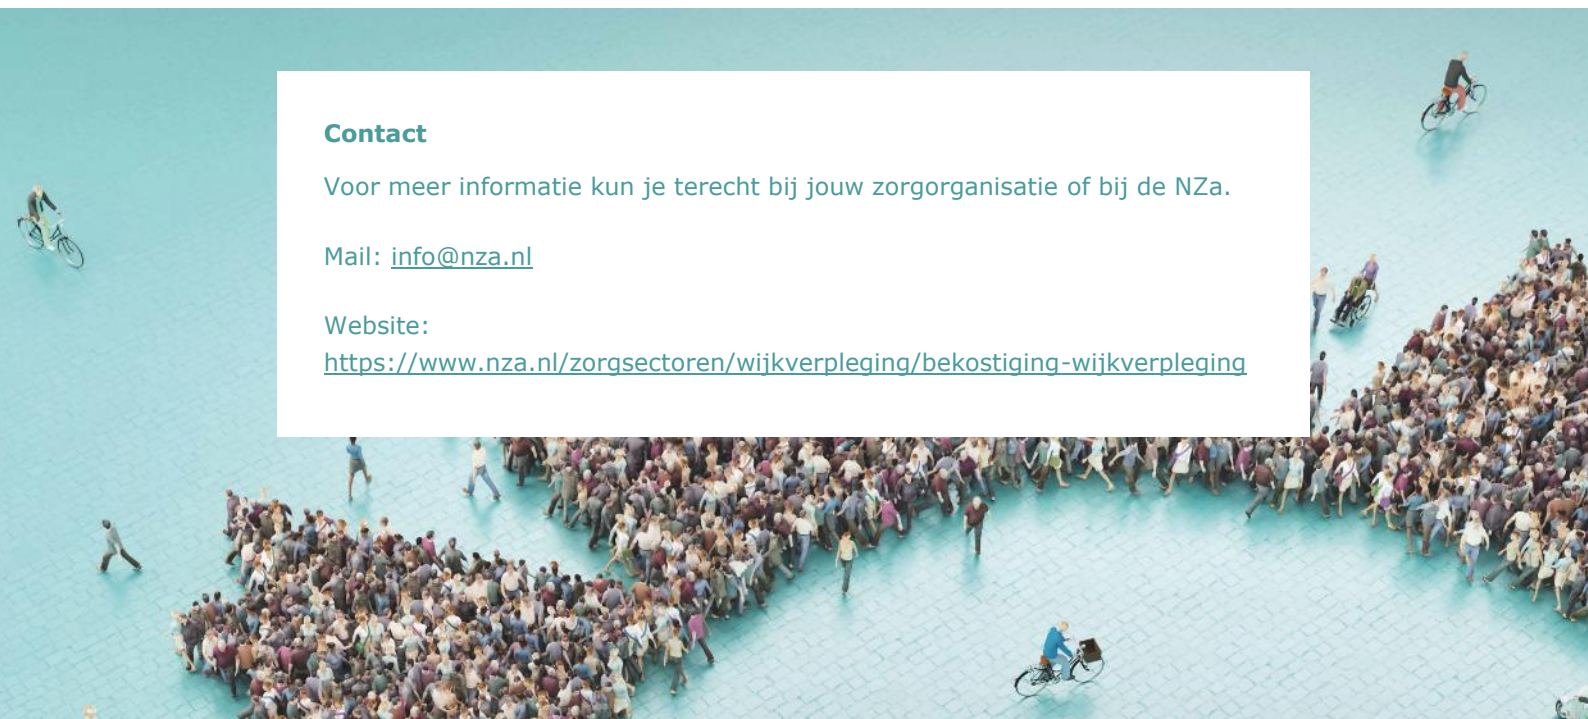 Contact
Voor meer informatie kun je terecht bij jouw zorgorganisatie of bij de NZa.
Mail: info@nza.nl
Website:
https://www.nza.nl/zorgsectoren/wijkverpleging/bekostiging-wijkverpleging